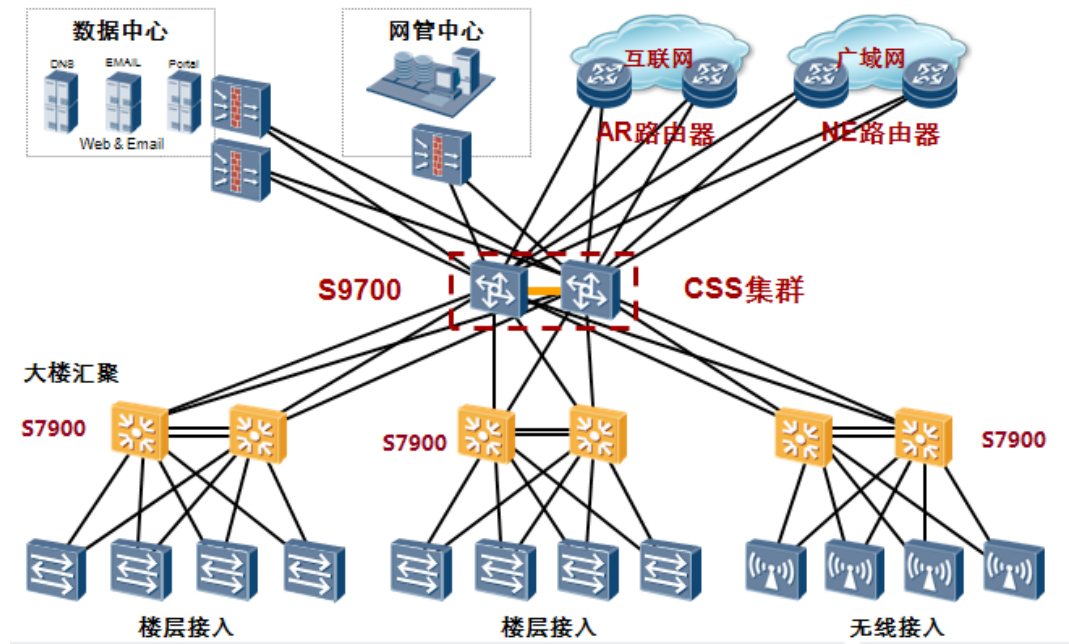 数据中心
DNS
EMAIL
Portal
Web & Email
网管中心
互联网
广域网
AR路由器
NE路由器
S9700
CSS集群
大楼汇聚
S7900
S7900
S7900
楼层接入
楼层接入
无线接入